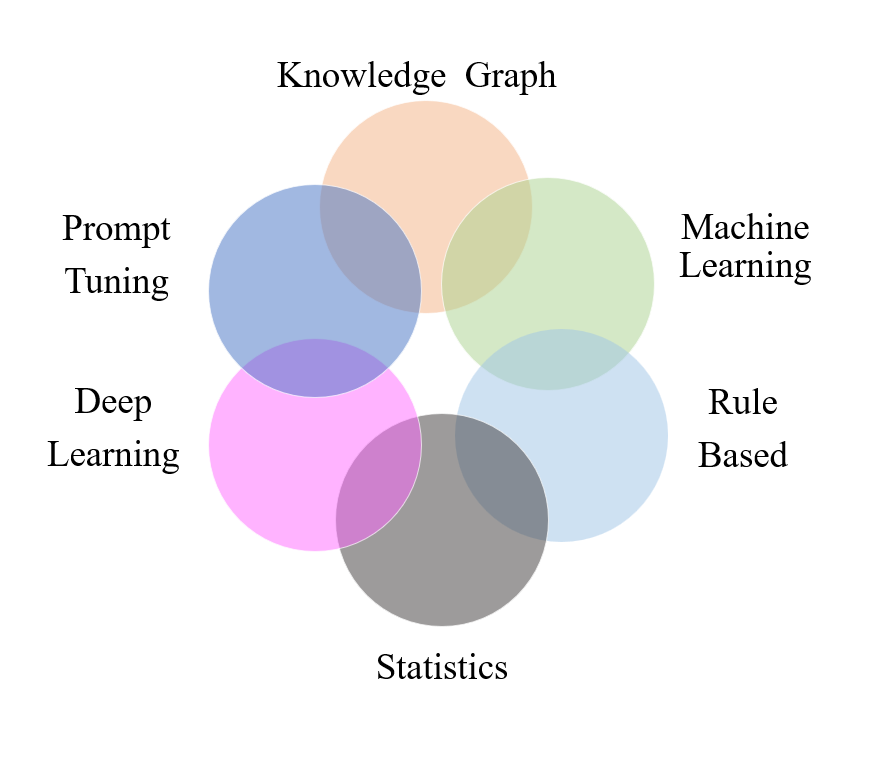 Knowledge Graph
Prompt
Tuning
Machine
Learning
Deep
Learning
Rule
Based
Statistics